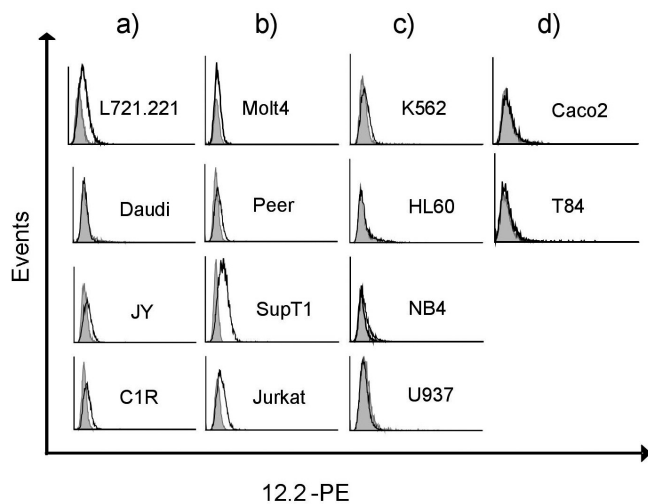 a) b) c) d)
L721.221 Molt4 K562 Caco2
Daudi Peer HL60 T84
JY SupT1 NB4
C1R Jurkat U937
Events
12.2 -PE